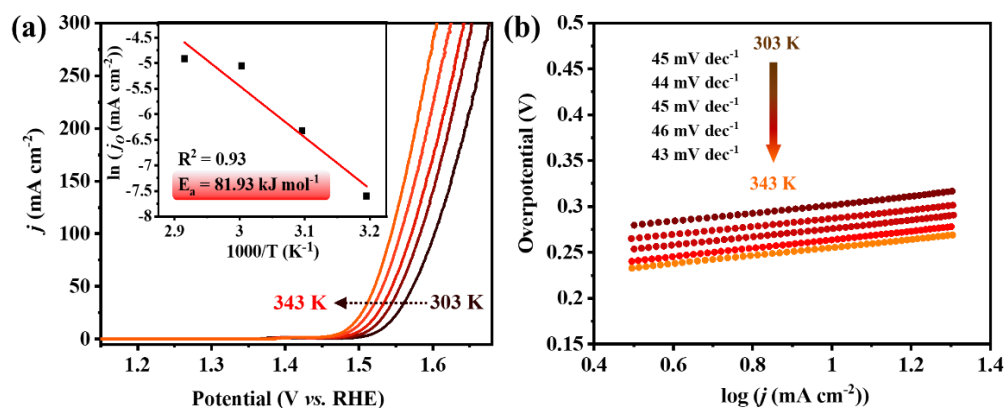 (a)
300
250
200
150
100
50
0
j (mA cm⁻²)
1.2
1.3
1.4
1.5
1.6
Potential (V vs. RHE)
343 K
303 K
-4.5
-5
-5.5
-6
-6.5
-7
-7.5
-8
ln (jO (mA cm⁻²))
R² = 0.93
Eₐ = 81.93 kJ mol⁻¹
2.9
3
3.1
3.2
1000/T (K⁻¹)
(b)
0.5
0.45
0.4
0.35
0.3
0.25
0.2
0.15
Overpotential (V)
303 K
45 mV dec⁻¹
44 mV dec⁻¹
45 mV dec⁻¹
46 mV dec⁻¹
43 mV dec⁻¹
343 K
0.4
0.6
0.8
1
1.2
1.4
log (j (mA cm⁻²))